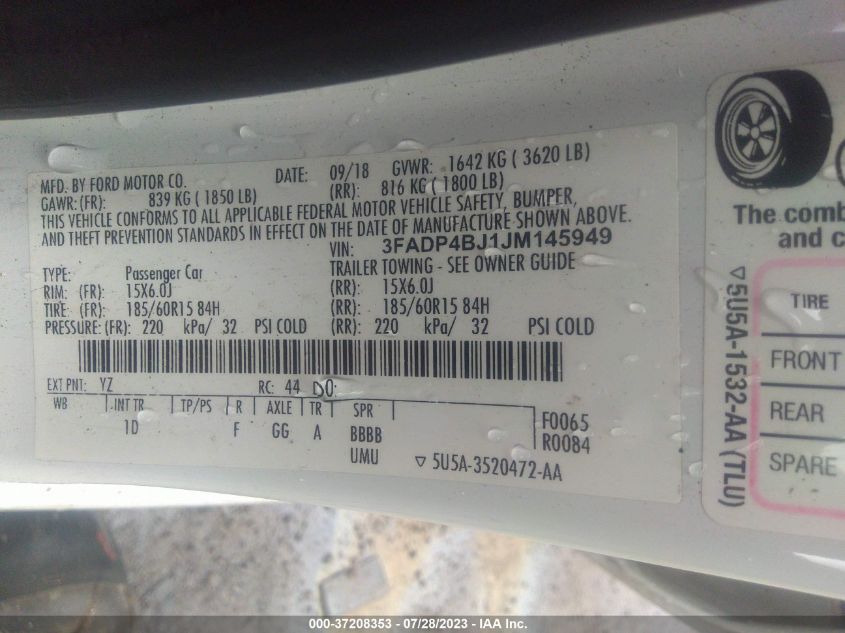 MFD. BY FORD MOTOR CO. DATE: 09/18 GVWR: 1642 KG ( 3620 LB)
GAWR: (FR): 839 KG ( 1850 LB) (RR): 816 KG ( 1800 LB)
THIS VEHICLE CONFORMS TO ALL APPLICABLE FEDERAL MOTOR VEHICLE SAFETY, BUMPER,
AND THEFT PREVENTION STANDARDS IN EFFECT ON THE DATE OF MANUFACTURE SHOWN ABOVE.
VIN: 3FADP4BJ1JM145949
TYPE: Passenger Car TRAILER TOWING - SEE OWNER GUIDE
RIM: (FR): 15X6.0J (RR): 15X6.0J
TIRE: (FR): 185/60R15 84H (RR): 185/60R15 84H
PRESSURE: (FR): 220 kPa/ 32 PSI COLD (RR): 220 kPa/ 32 PSI COLD
EXT PNT: YZ RC: 44 DSO:
WB INT TR TP/PS R AXLE TR SPR
1D F GG A BBBB
UMU
F0065
R0084
▽ 5U5A-3520472-AA
The comb
and c
▽5U5A-1532-AA (TLU)
TIRE
FRONT
REAR
SPARE
000-37208353 - 07/28/2023 - IAAI, Inc.